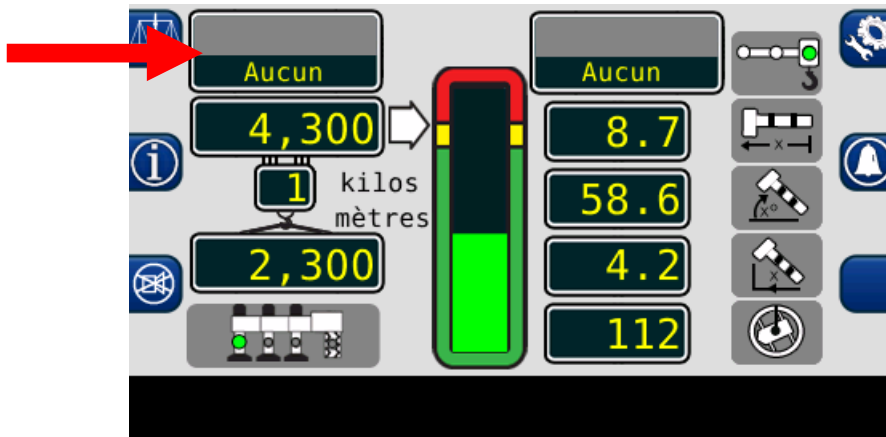 Aucun
4,300
1
kilos
mètres
2,300
Aucun
8.7
x
58.6
x°
4.2
x
112